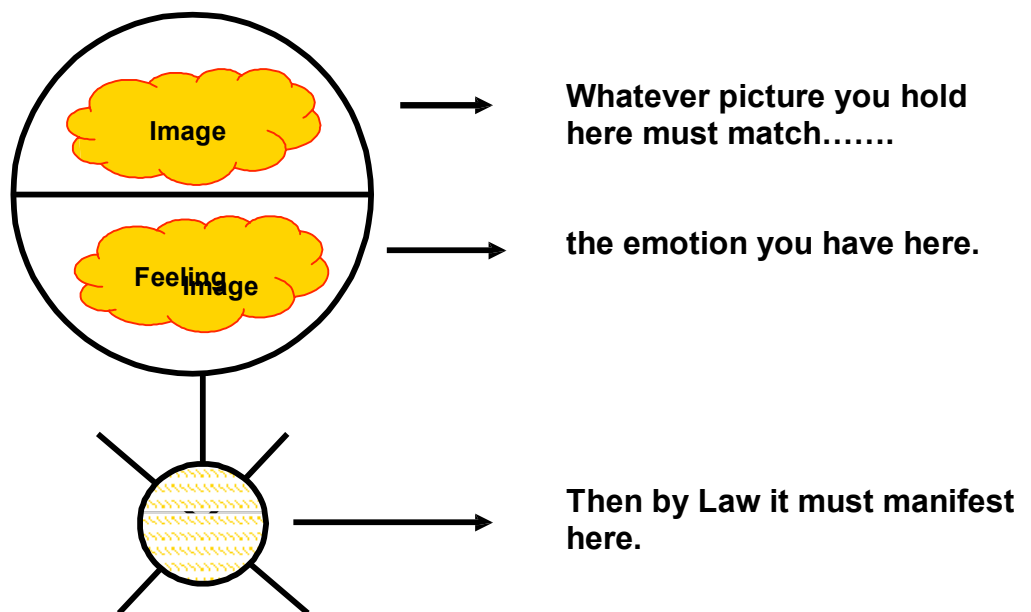 Image
Whatever picture you hold
here must match.......
Feeling
Image
the emotion you have here.
Then by Law it must manifest
here.